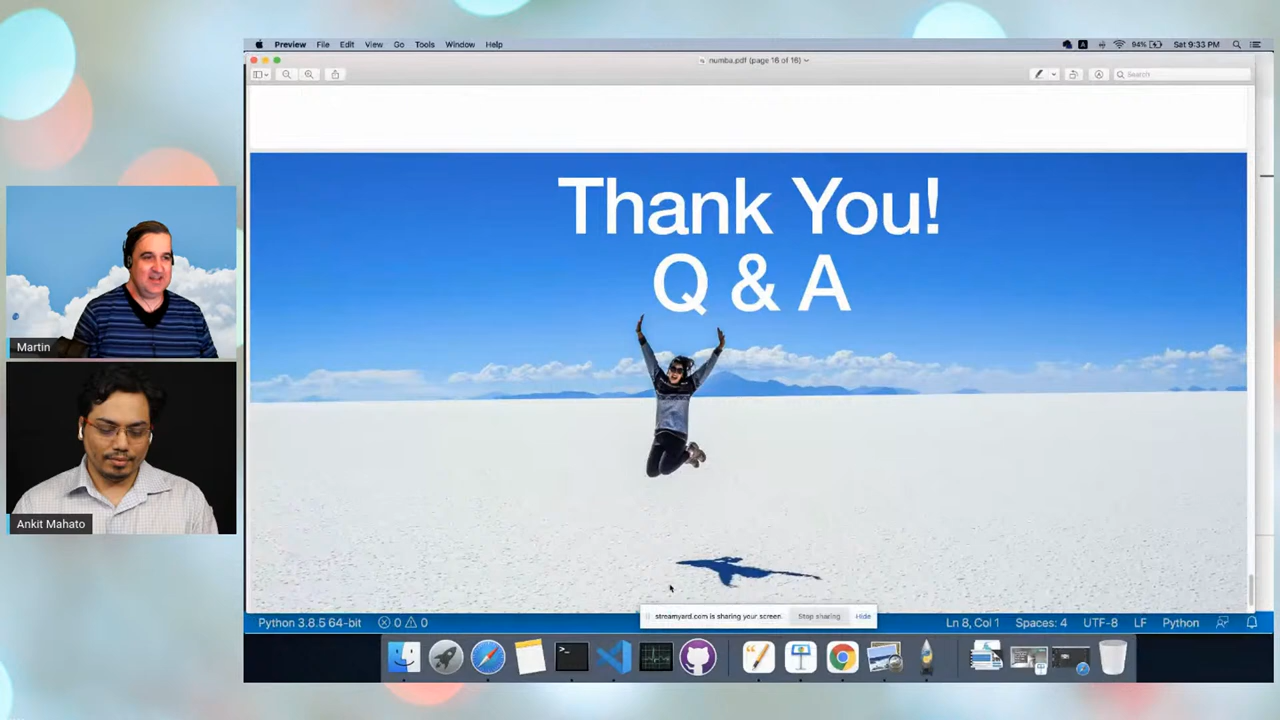 Preview File Edit View Go Tools Window Help
94% Sat 9:33 PM
numba.pdf (page 16 of 16)
Search
Thank You!
Q & A
Martin
Ankit Mahato
streamyard.com is sharing your screen. Stop sharing Hide
Python 3.8.5 64-bit 0 0 Ln 8, Col 1 Spaces: 4 UTF-8 LF Python